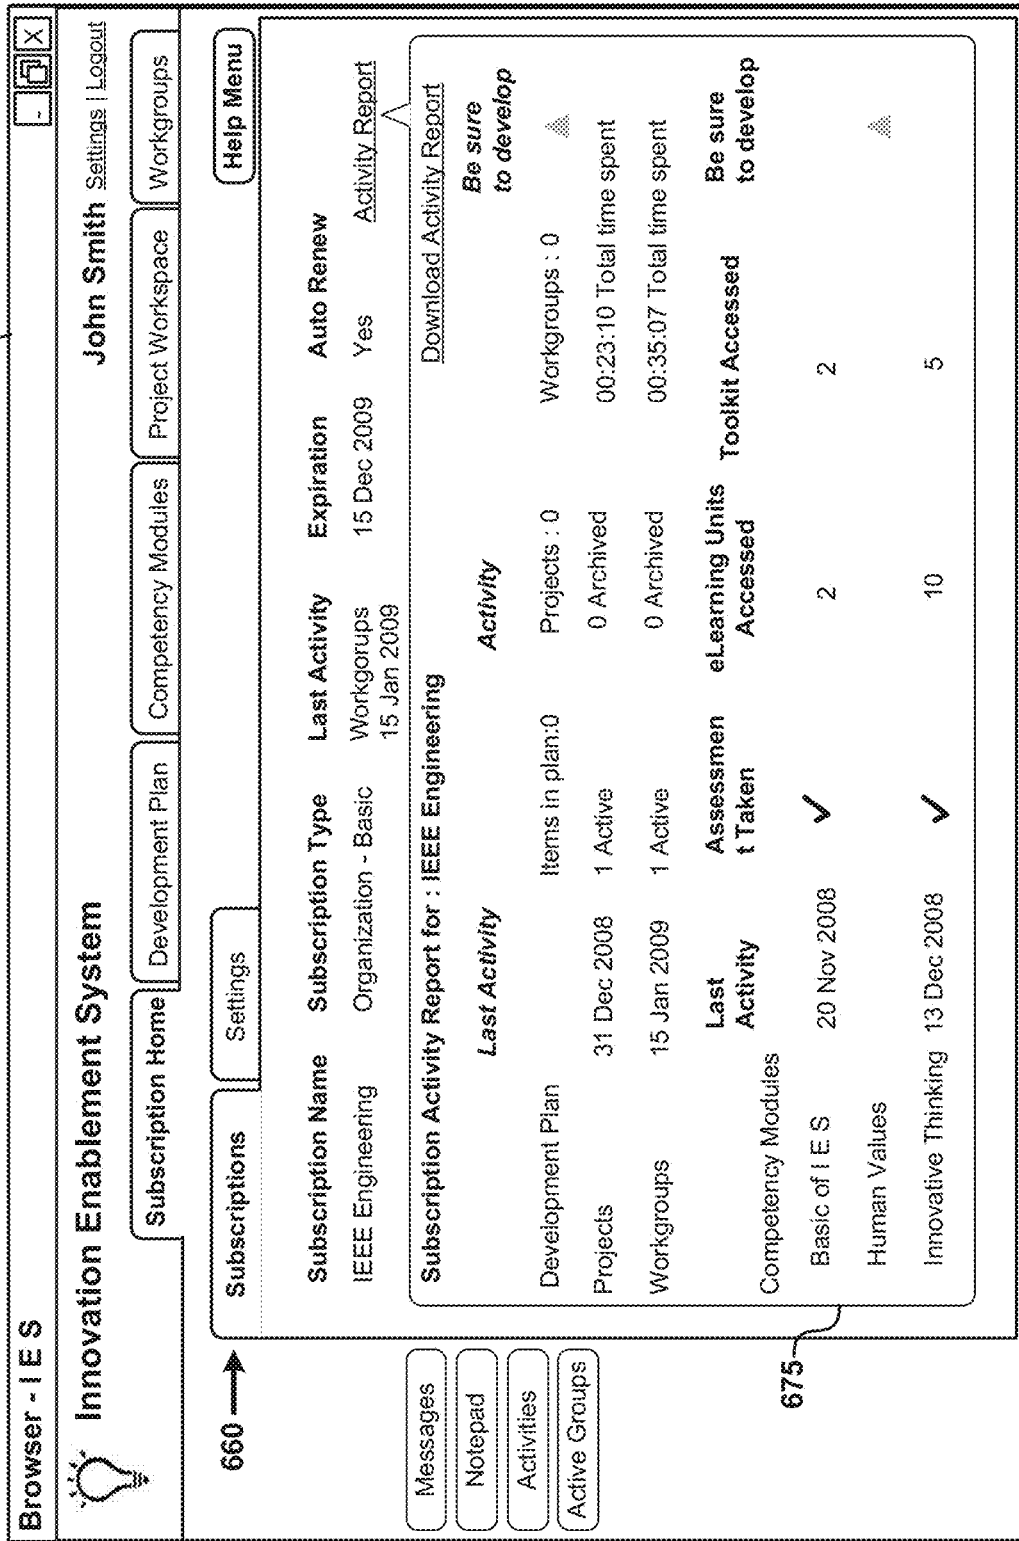 Browser - I E S
- X
Innovation Enablement System
John Smith Settings | Logout
Subscription Home Development Plan Competency Modules Project Workspace Workgroups
660
Subscriptions Settings Help Menu
Subscription Name Subscription Type Last Activity Expiration Auto Renew
IEEE Engineering Organization - Basic Workgorups 15 Dec 2009 Yes Activity Report
15 Jan 2009
Messages
Notepad
Activities
Active Groups
Subscription Activity Report for : IEEE Engineering Download Activity Report
Last Activity Activity Be sure
to develop
Development Plan Items in plan:0 Projects : 0 Workgroups : 0
Projects 31 Dec 2008 1 Active 0 Archived 00:23:10 Total time spent
Workgroups 15 Jan 2009 1 Active 0 Archived 00:35:07 Total time spent
Last Assessmen eLearning Units Toolkit Accessed Be sure
Activity t Taken Accessed to develop
Competency Modules
Basic of I E S 20 Nov 2008 ✓ 2 2
Human Values
Innovative Thinking 13 Dec 2008 ✓ 10 5
675